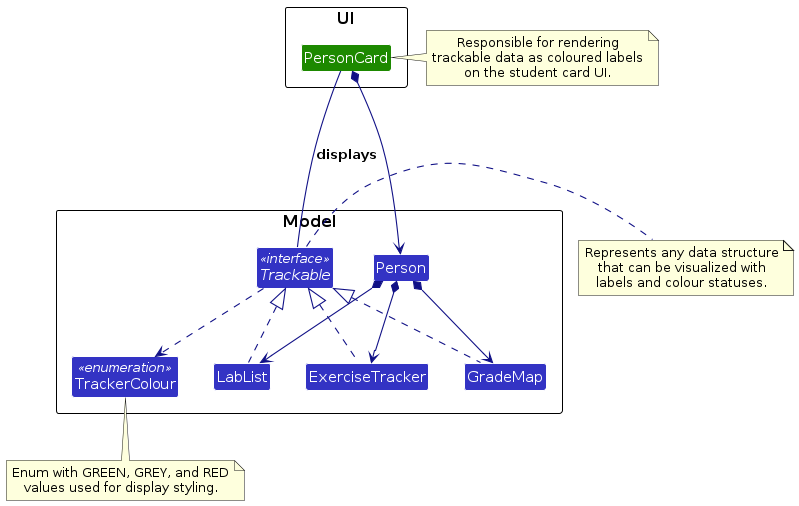 UI
PersonCard
Responsible for rendering
trackable data as coloured labels
on the student card UI.
displays
Model
«interface»
Trackable
Person
Represents any data structure
that can be visualized with
labels and colour statuses.
«enumeration»
TrackerColour
LabList
ExerciseTracker
GradeMap
Enum with GREEN, GREY, and RED
values used for display styling.